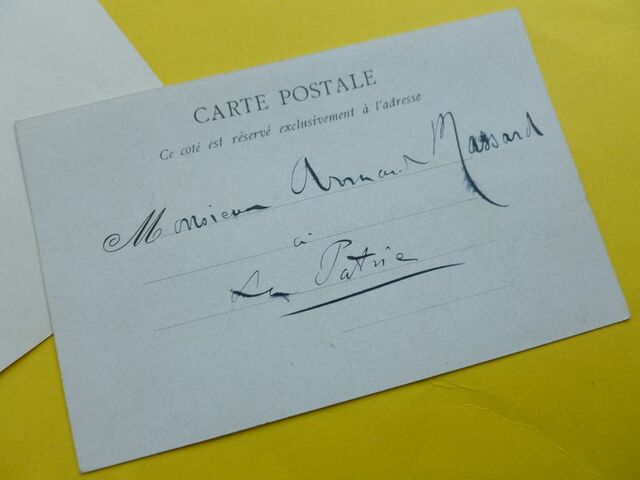 CARTE POSTALE
Ce coté est réservé exclusivement à l'adresse
Monsieur Armand Massard
à
La Patrie